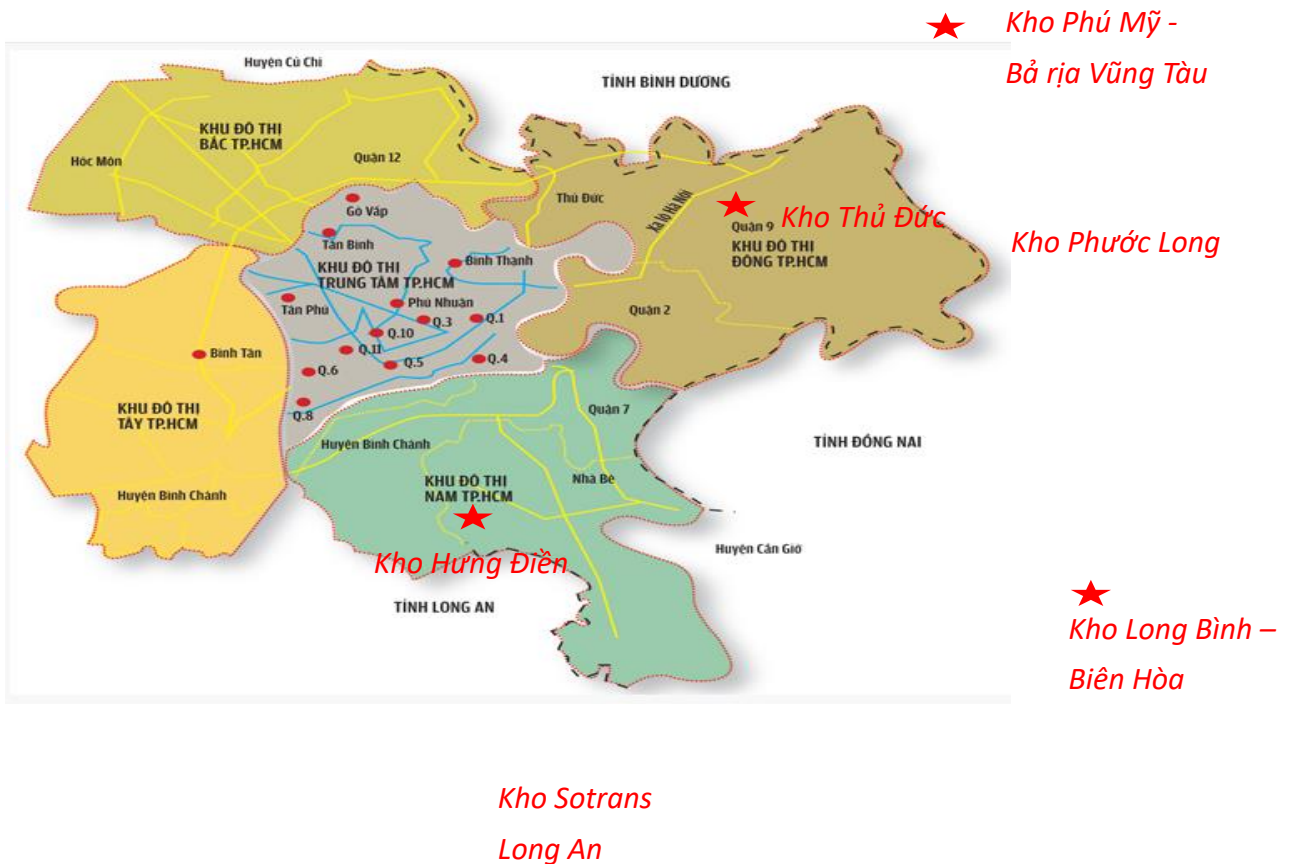 Kho Phú Mỹ -
Bả rịa Vũng Tàu
Huyện Củ Chi
TỈNH BÌNH DƯƠNG
KHU ĐÔ THỊ
BẮC TP.HCM
Hóc Môn
Quận 12
Thủ Đức
Xa lộ Hà Nội
Gò Vấp
Kho Thủ Đức
Quận 9
KHU ĐÔ THỊ
ĐÔNG TP.HCM
Kho Phước Long
Tân Bình
Bình Thạnh
KHU ĐÔ THỊ
TRUNG TÂM TP.HCM
Tân Phú
Phú Nhuận
Q.3
Q.1
Quận 2
Q.10
Q.11
Bình Tân
Q.6
Q.5
Q.4
KHU ĐÔ THỊ
TÂY TP.HCM
Q.8
Quận 7
Huyện Bình Chánh
TỈNH ĐỒNG NAI
KHU ĐÔ THỊ
NAM TP.HCM
Nhà Bè
Huyện Bình Chánh
Huyện Cần Giờ
Kho Hưng Điền
TỈNH LONG AN
Kho Long Bình –
Biên Hòa
Kho Sotrans
Long An